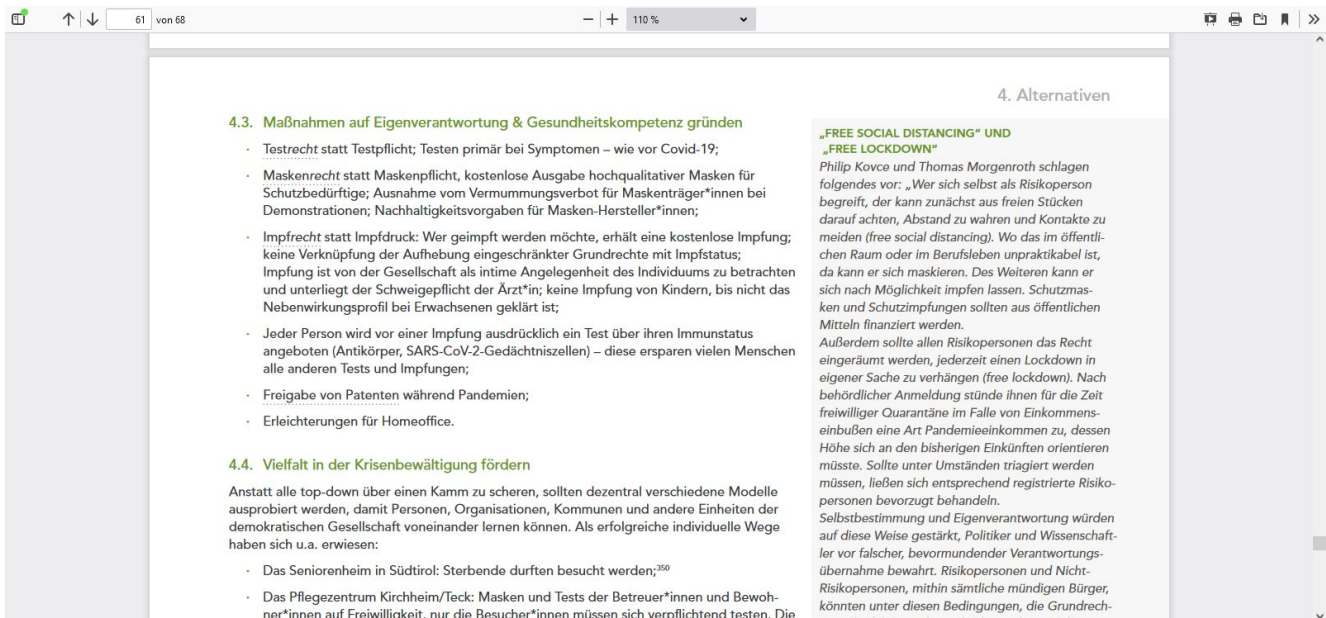 61 von 68
110 %
4. Alternativen
4.3. Maßnahmen auf Eigenverantwortung & Gesundheitskompetenz gründen
· Testrecht statt Testpflicht; Testen primär bei Symptomen – wie vor Covid-19;
· Maskenrecht statt Maskenpflicht, kostenlose Ausgabe hochqualitativer Masken für
Schutzbedürftige; Ausnahme vom Vermummungsverbot für Maskenträger*innen bei
Demonstrationen; Nachhaltigkeitsvorgaben für Masken-Hersteller*innen;
· Impfrecht statt Impfdruck: Wer geimpft werden möchte, erhält eine kostenlose Impfung;
keine Verknüpfung der Aufhebung eingeschränkter Grundrechte mit Impfstatus;
Impfung ist von der Gesellschaft als intime Angelegenheit des Individuums zu betrachten
und unterliegt der Schweigepflicht der Ärzt*in; keine Impfung von Kindern, bis nicht das
Nebenwirkungsprofil bei Erwachsenen geklärt ist;
· Jeder Person wird vor einer Impfung ausdrücklich ein Test über ihren Immunstatus
angeboten (Antikörper, SARS-CoV-2-Gedächtniszellen) – diese ersparen vielen Menschen
alle anderen Tests und Impfungen;
· Freigabe von Patenten während Pandemien;
· Erleichterungen für Homeoffice.
4.4. Vielfalt in der Krisenbewältigung fördern
Anstatt alle top-down über einen Kamm zu scheren, sollten dezentral verschiedene Modelle
ausprobiert werden, damit Personen, Organisationen, Kommunen und andere Einheiten der
demokratischen Gesellschaft voneinander lernen können. Als erfolgreiche individuelle Wege
haben sich u.a. erwiesen:
· Das Seniorenheim in Südtirol: Sterbende durften besucht werden;350
· Das Pflegezentrum Kirchheim/Teck: Masken und Tests der Betreuer*innen und Bewoh-
ner*innen auf Freiwilligkeit, nur die Besucher*innen müssen sich verpflichtend testen. Die
„FREE SOCIAL DISTANCING“ UND
„FREE LOCKDOWN“
Philip Kovce und Thomas Morgenroth schlagen
folgendes vor: „Wer sich selbst als Risikoperson
begreift, der kann zunächst aus freien Stücken
darauf achten, Abstand zu wahren und Kontakte zu
meiden (free social distancing). Wo das im öffentli-
chen Raum oder im Berufsleben unpraktikabel ist,
da kann er sich maskieren. Des Weiteren kann er
sich nach Möglichkeit impfen lassen. Schutzmas-
ken und Schutzimpfungen sollten aus öffentlichen
Mitteln finanziert werden.
Außerdem sollte allen Risikopersonen das Recht
eingeräumt werden, jederzeit einen Lockdown in
eigener Sache zu verhängen (free lockdown). Nach
behördlicher Anmeldung stünde ihnen für die Zeit
freiwilliger Quarantäne im Falle von Einkommens-
einbußen eine Art Pandemieeinkommen zu, dessen
Höhe sich an den bisherigen Einkünften orientieren
müsste. Sollte unter Umständen triagiert werden
müssen, ließen sich entsprechend registrierte Risiko-
personen bevorzugt behandeln.
Selbstbestimmung und Eigenverantwortung würden
auf diese Weise gestärkt, Politiker und Wissenschaft-
ler vor falscher, bevormundender Verantwortungs-
übernahme bewahrt. Risikopersonen und Nicht-
Risikopersonen, mithin sämtliche mündigen Bürger,
könnten unter diesen Bedingungen, die Grundrech-